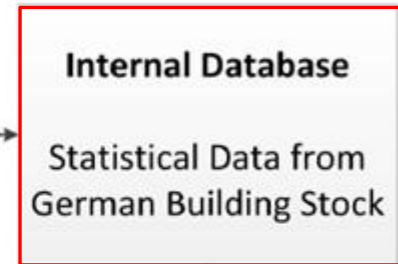 Internal Database
Statistical Data from
German Building Stock